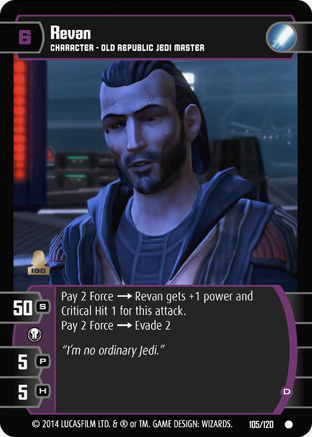 6
Revan
CHARACTER - OLD REPUBLIC JEDI MASTER
IDC
50 S
Pay 2 Force → Revan gets +1 power and
Critical Hit 1 for this attack.
Pay 2 Force → Evade 2
"I'm no ordinary Jedi."
5 P
5 H
D
© 2014 LUCASFILM LTD. & ® or TM. GAME DESIGN: WIZARDS.
105/120